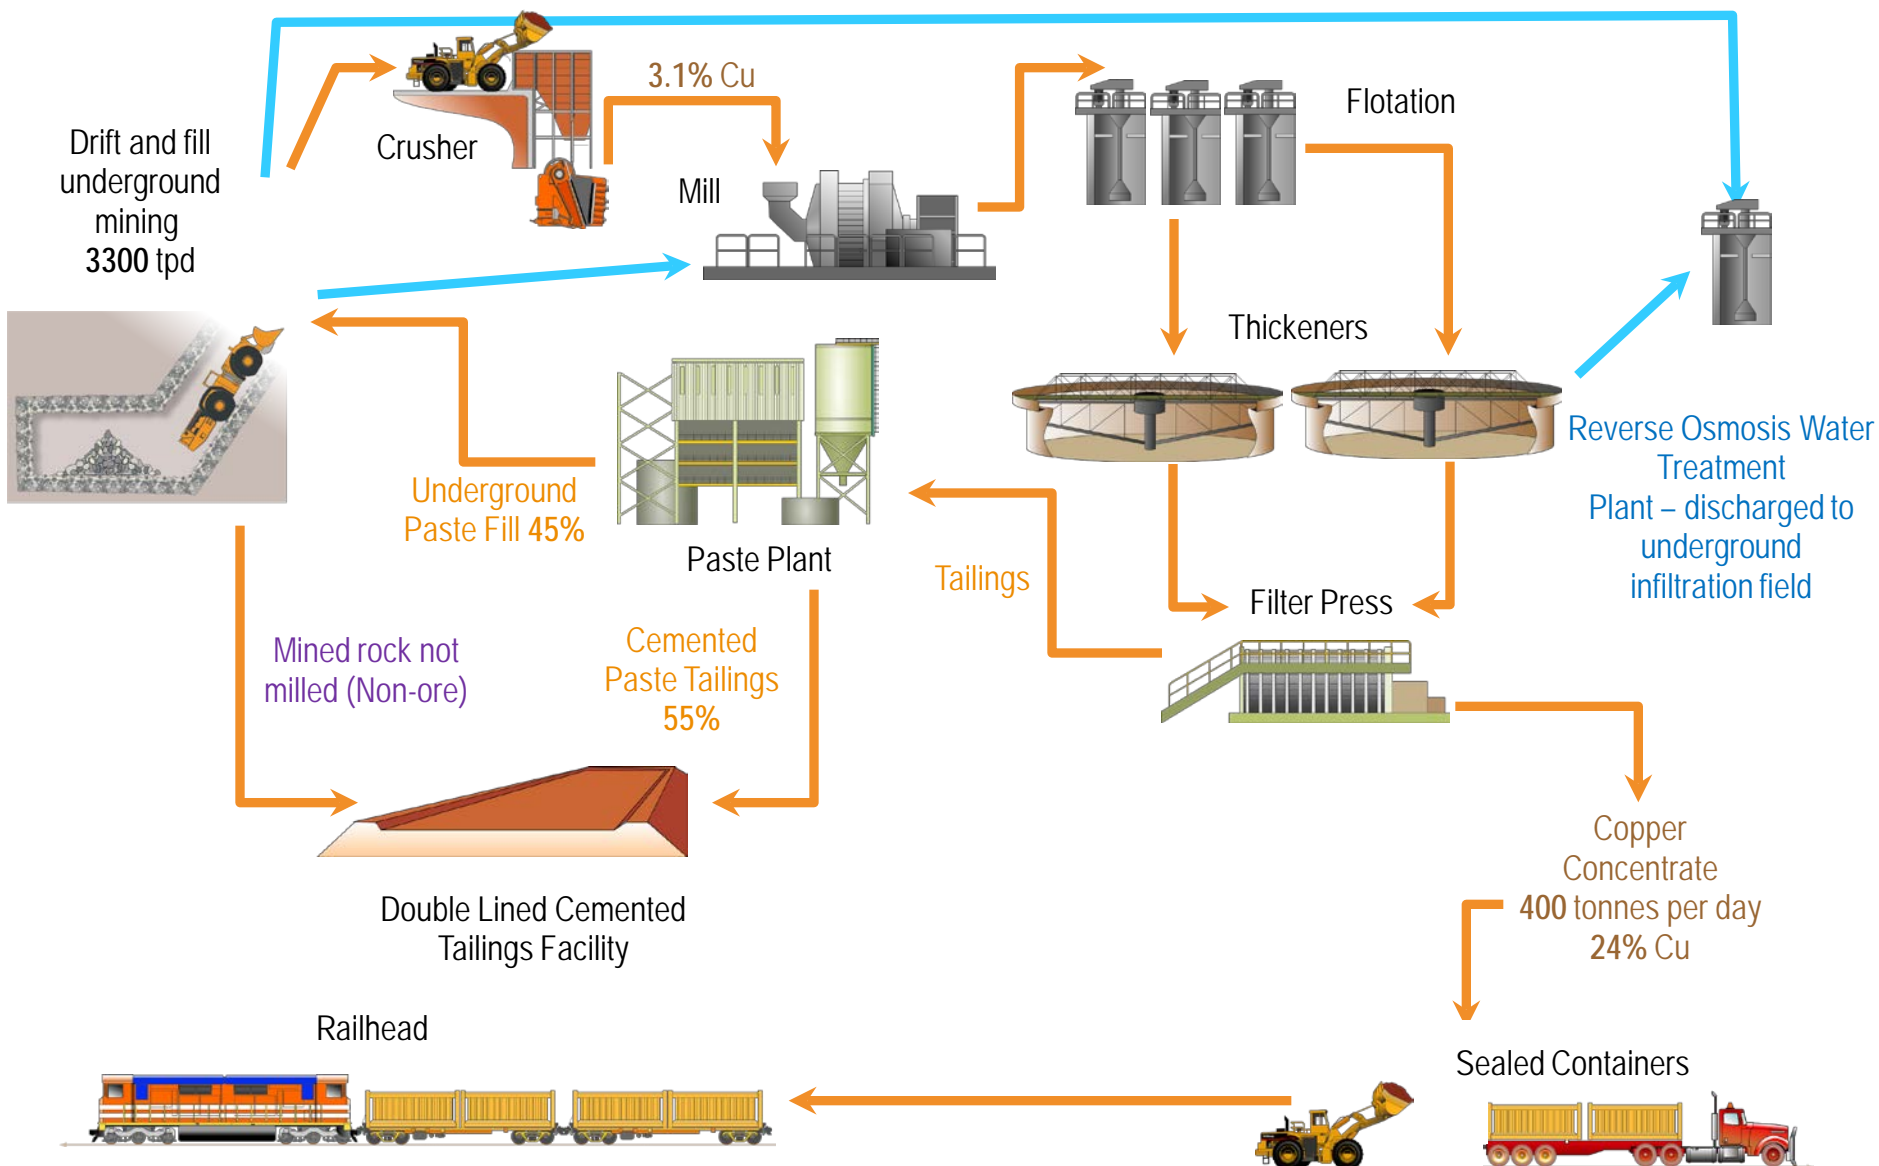 Drift and fill
underground
mining
3300 tpd
Crusher
3.1% Cu
Mill
Flotation
Thickeners
Reverse Osmosis Water
Treatment
Plant – discharged to
underground
infiltration field
Underground
Paste Fill 45%
Paste Plant
Tailings
Filter Press
Mined rock not
milled (Non-ore)
Cemented
Paste Tailings
55%
Copper
Concentrate
400 tonnes per day
24% Cu
Double Lined Cemented
Tailings Facility
Railhead
Sealed Containers